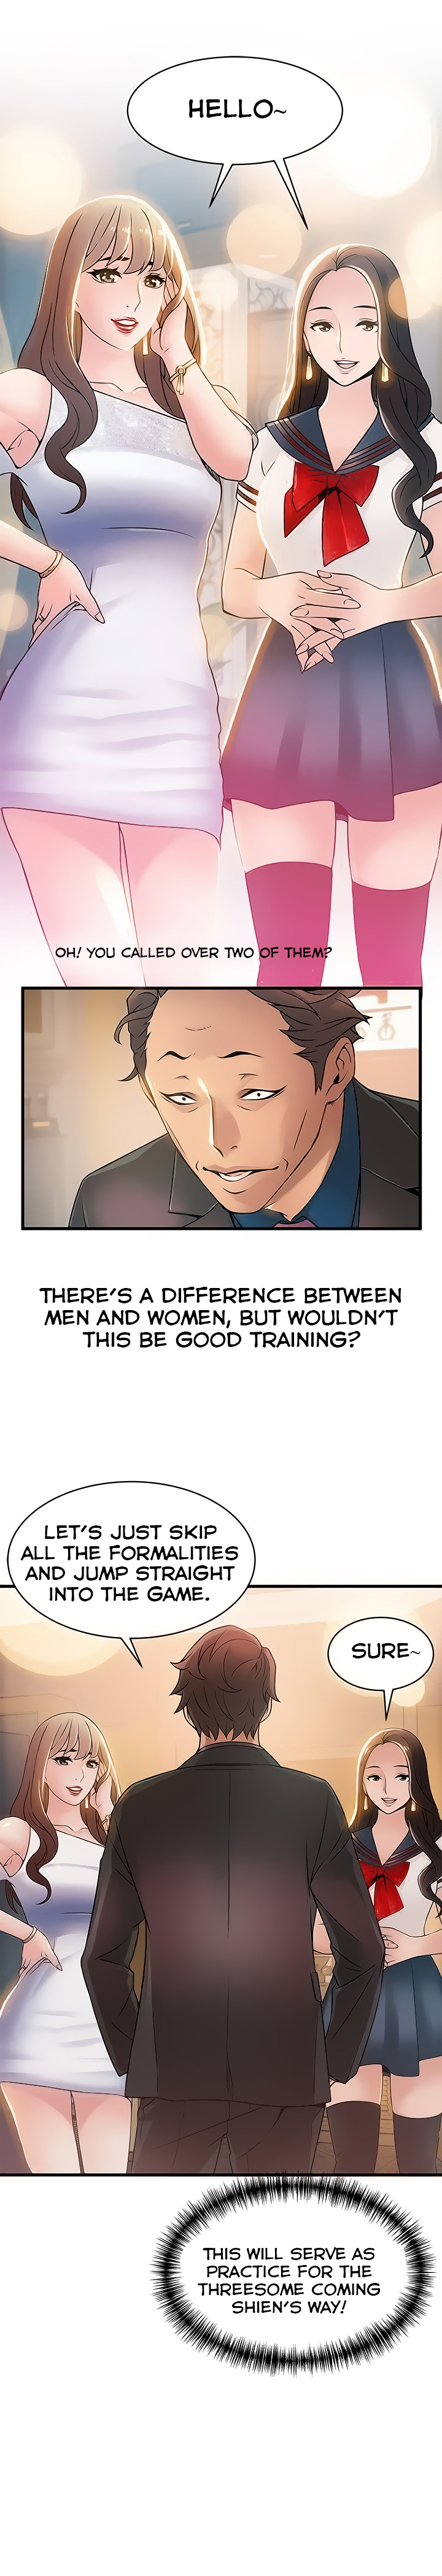 HELLO~
OH! YOU CALLED OVER TWO OF THEM?
THERE'S A DIFFERENCE BETWEEN
MEN AND WOMEN, BUT WOULDN'T
THIS BE GOOD TRAINING?
LET'S JUST SKIP
ALL THE FORMALITIES
AND JUMP STRAIGHT
INTO THE GAME.
SURE~
THIS WILL SERVE AS
PRACTICE FOR THE
THREESOME COMING
SHIEN'S WAY!